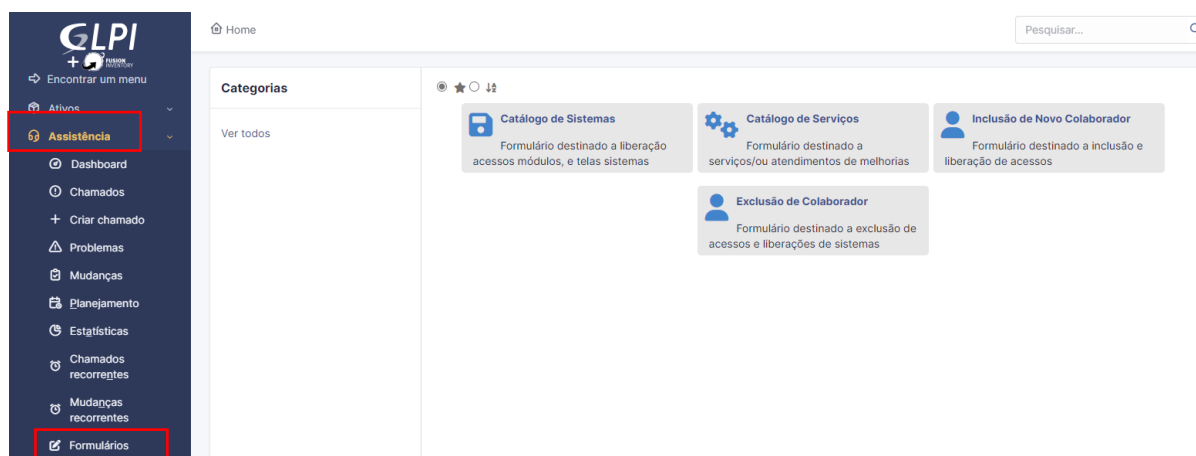 GLPI
+ FUSION
INVENTORY
Encontrar um menu
Ativos
Assistência
Dashboard
Chamados
+ Criar chamado
Problemas
Mudanças
Planejamento
Estatísticas
Chamados
recorrentes
Mudanças
recorrentes
Formulários
Home
Pesquisar...
Categorias
Ver todos
Catálogo de Sistemas
Formulário destinado a liberação
acessos módulos, e telas sistemas
Catálogo de Serviços
Formulário destinado a
serviços/ou atendimentos de melhorias
Inclusão de Novo Colaborador
Formulário destinado a inclusão e
liberação de acessos
Exclusão de Colaborador
Formulário destinado a exclusão de
acessos e liberações de sistemas